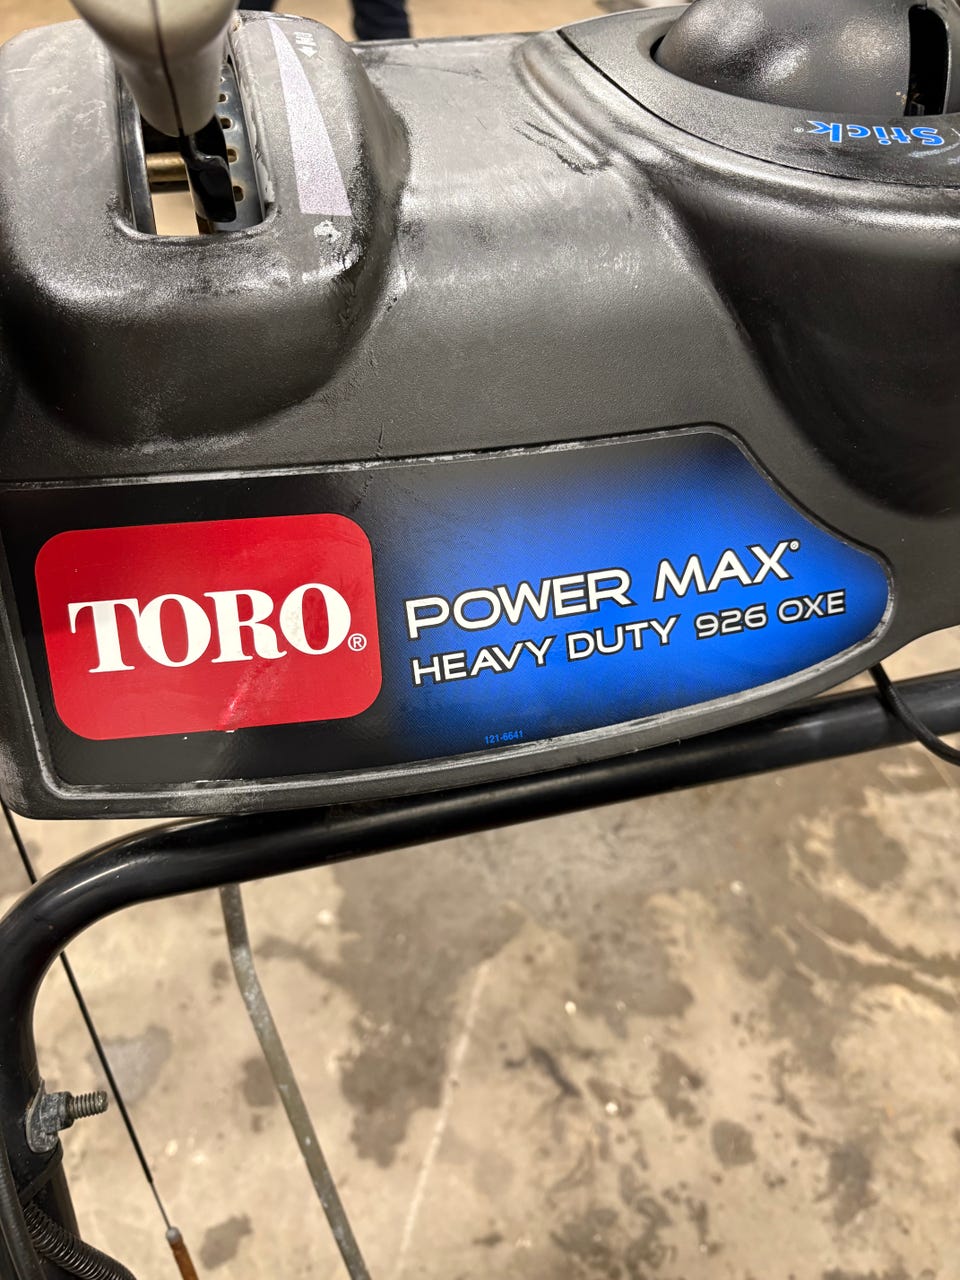 Stick®
TORO®
POWER MAX®
HEAVY DUTY 926 OXE
121-6641